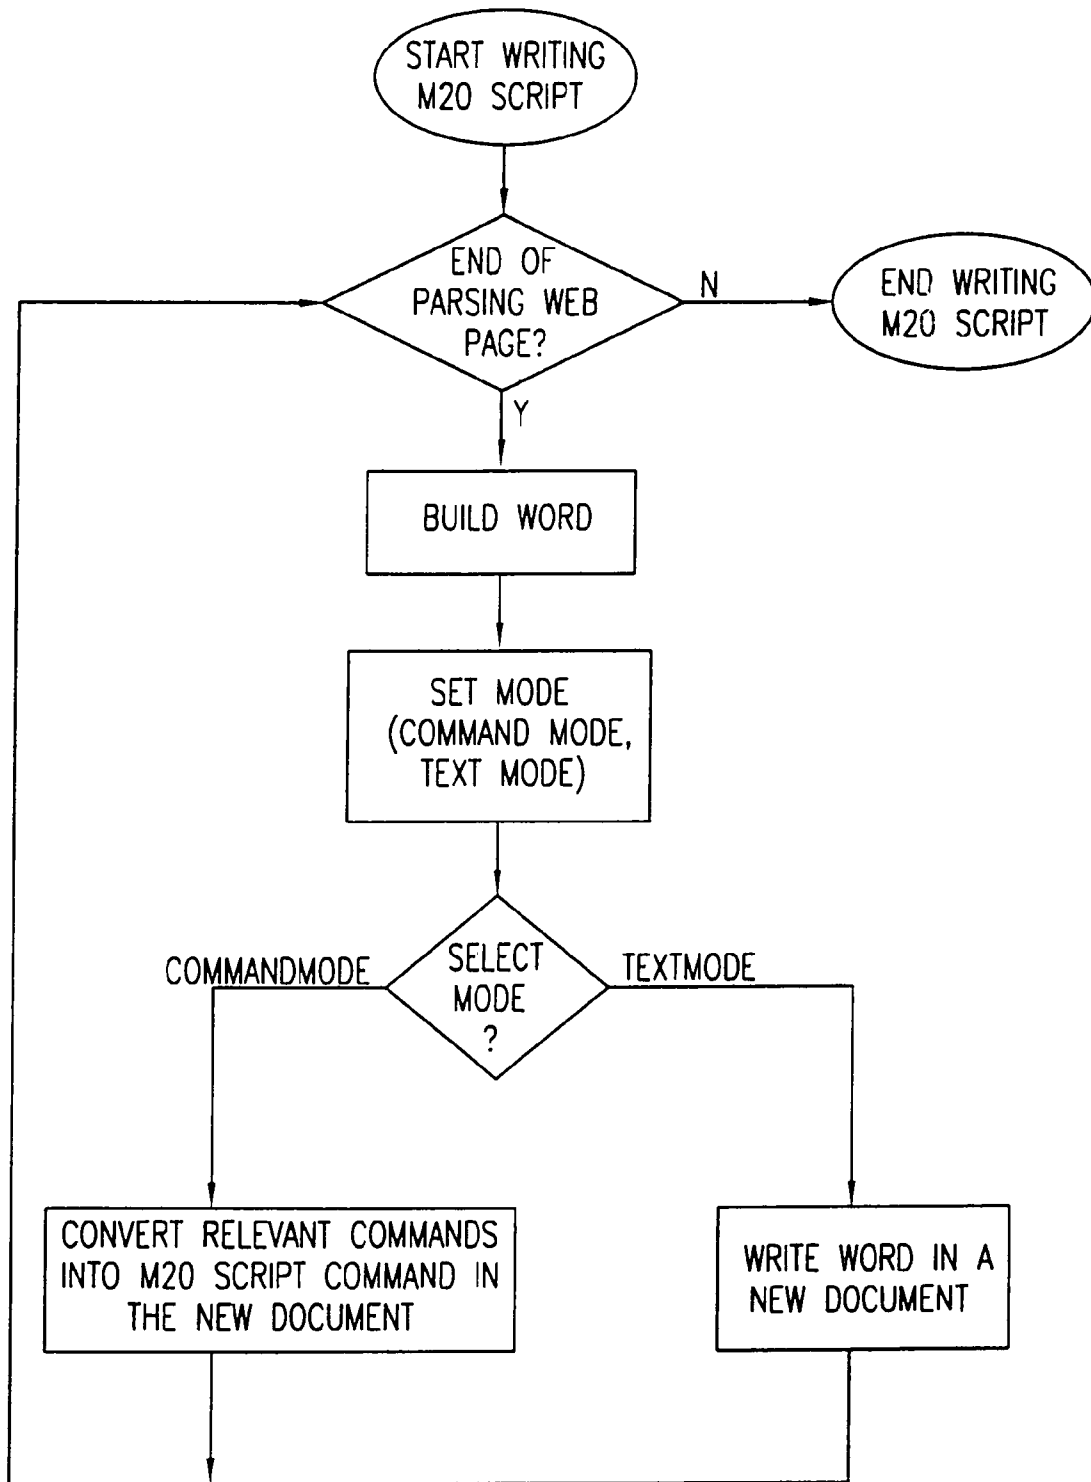 START WRITING
M20 SCRIPT
END OF
PARSING WEB
PAGE?
N
END WRITING
M20 SCRIPT
Y
BUILD WORD
SET MODE
(COMMAND MODE,
TEXT MODE)
COMMANDMODE
SELECT
MODE
?
TEXTMODE
CONVERT RELEVANT COMMANDS
INTO M20 SCRIPT COMMAND IN
THE NEW DOCUMENT
WRITE WORD IN A
NEW DOCUMENT